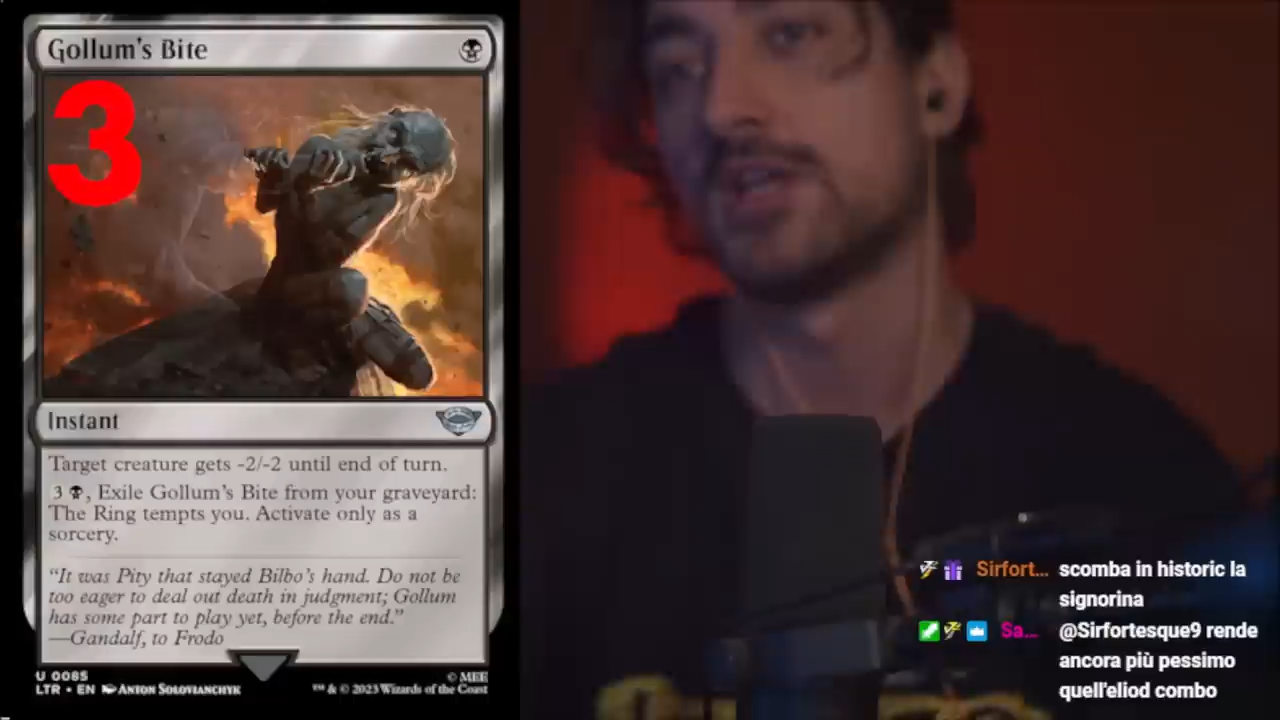 Gollum's Bite
3
Instant
Target creature gets -2/-2 until end of turn.
3, Exile Gollum's Bite from your graveyard:
The Ring tempts you. Activate only as a
sorcery.
"It was Pity that stayed Bilbo's hand. Do not be
too eager to deal out death in judgment; Gollum
has some part to play yet, before the end."
—Gandalf, to Frodo
U 0085
LTR • EN ANTON SOLOVIANCHYK
© MEE
™ & © 2023 Wizards of the Coast
Sirfort... scomba in historic la
signorina
Sa... @Sirfortesque9 rende
ancora più pessimo
quell'eliod combo